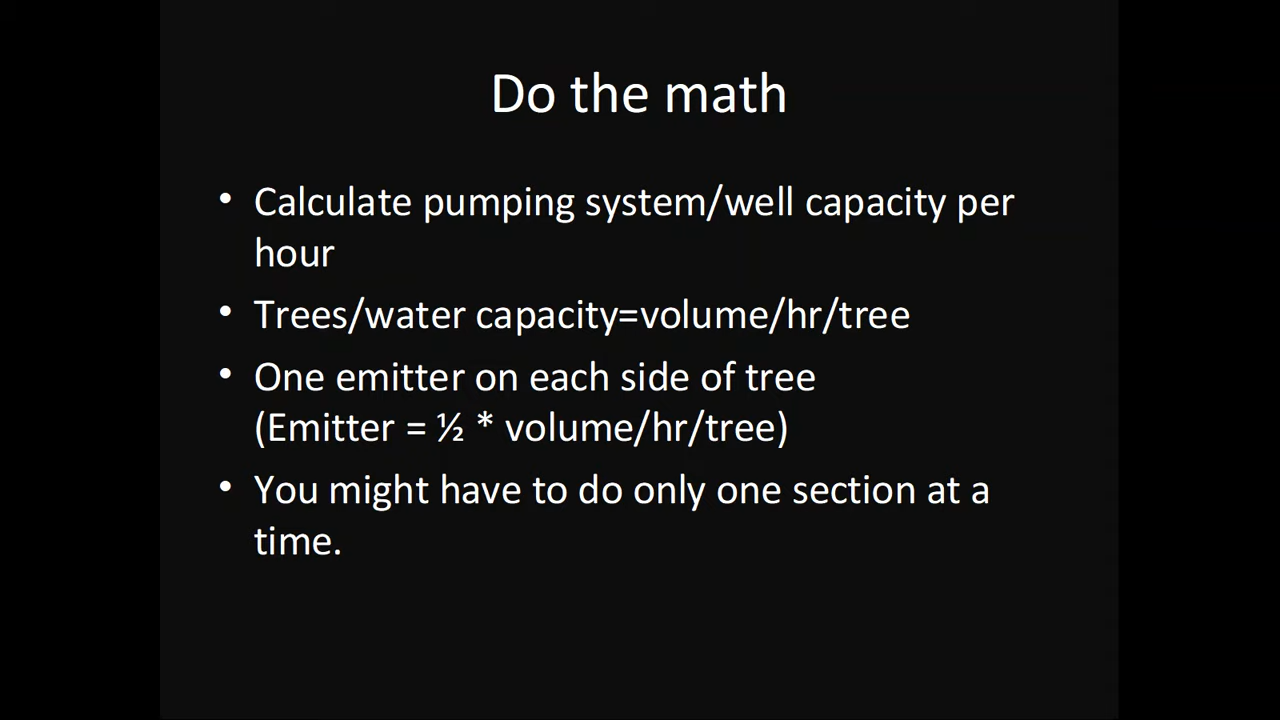 Do the math
• Calculate pumping system/well capacity per
hour
• Trees/water capacity=volume/hr/tree
• One emitter on each side of tree
(Emitter = ½ * volume/hr/tree)
• You might have to do only one section at a
time.